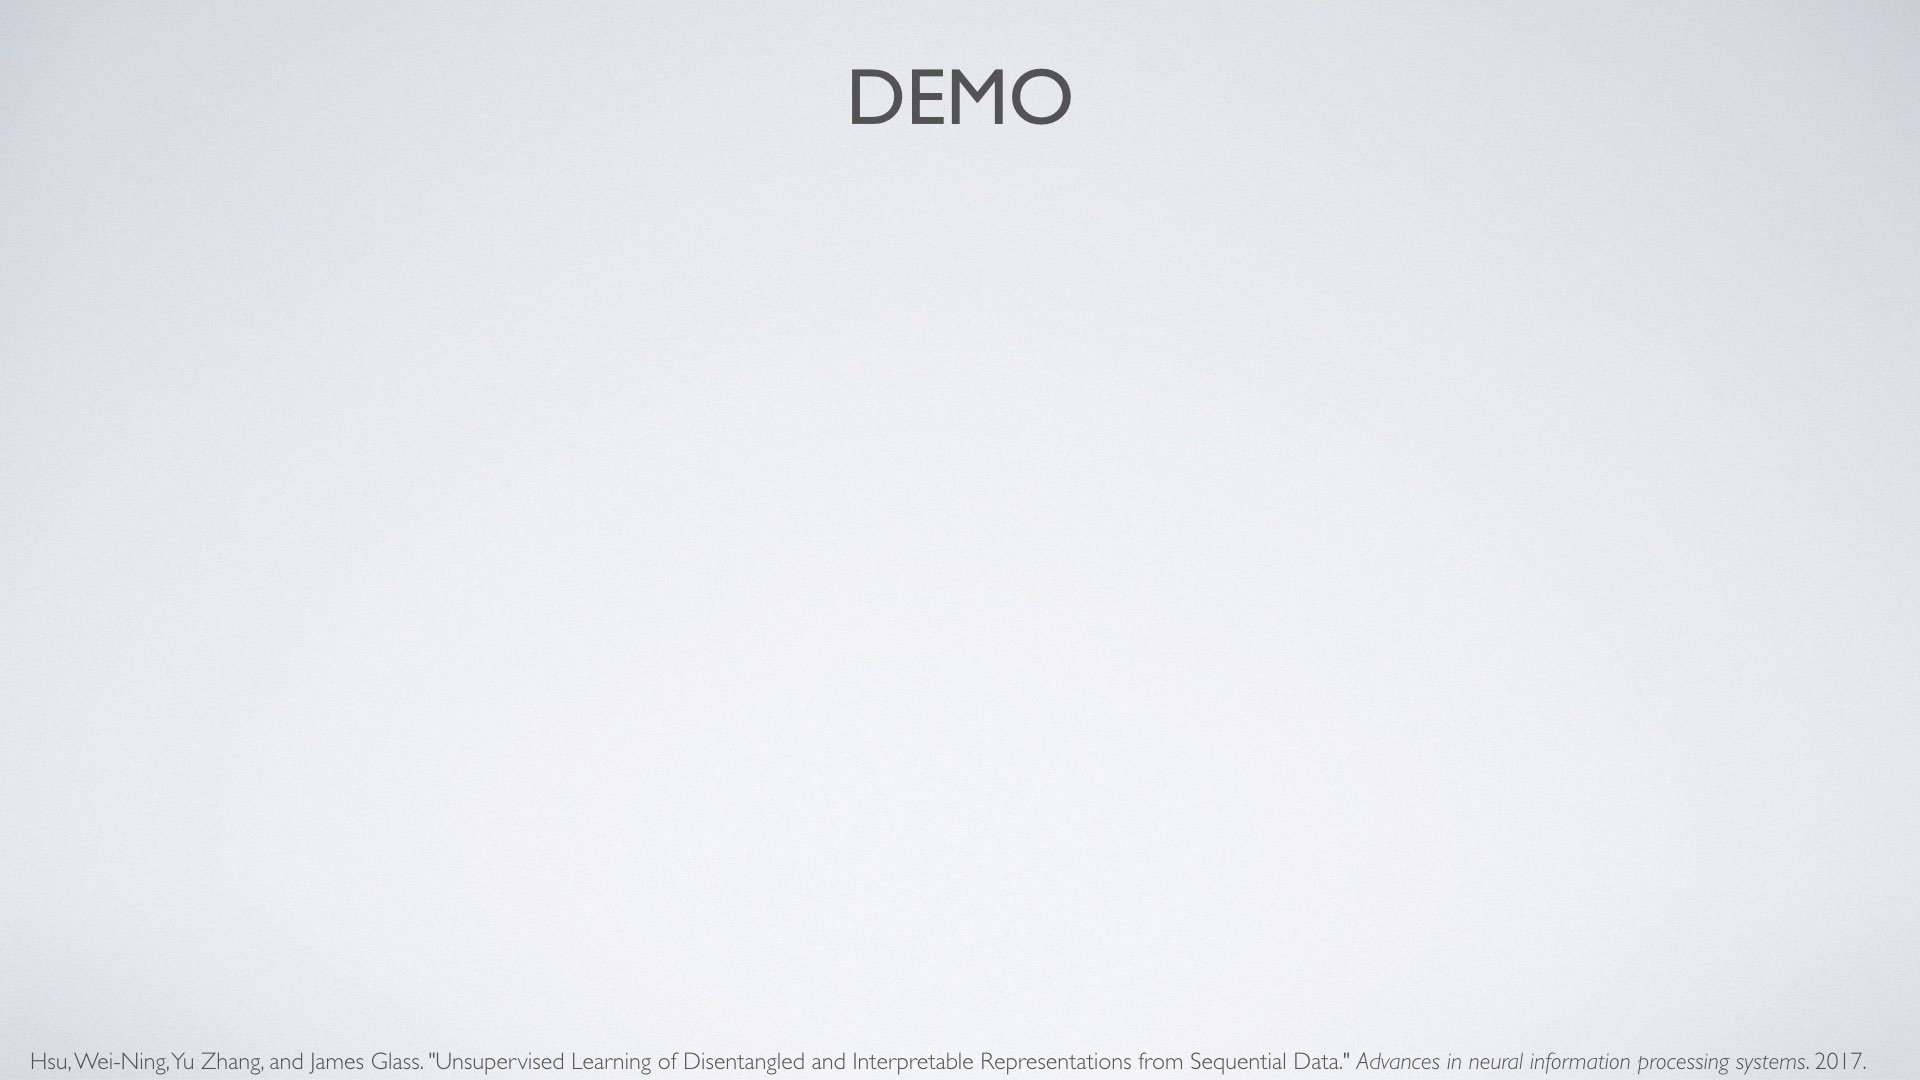 DEMO
Hsu, Wei-Ning, Yu Zhang, and James Glass. "Unsupervised Learning of Disentangled and Interpretable Representations from Sequential Data." Advances in neural information processing systems. 2017.